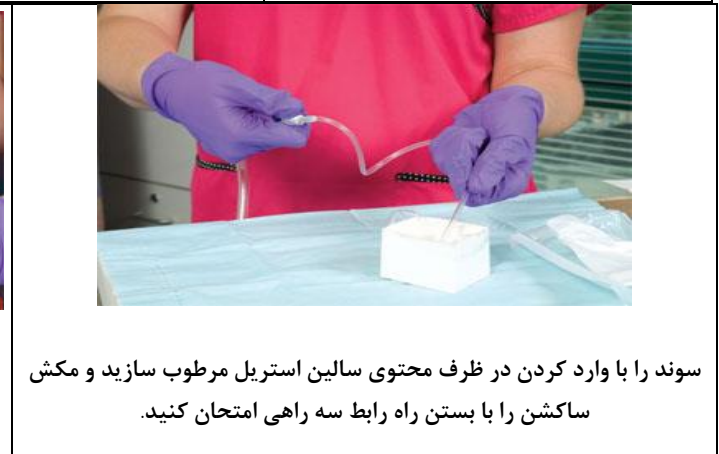 سوند را با وارد کردن در ظرف محتوی سالین استریل مرطوب سازید و مکش
ساکشن را با بستن راه رابط سه راهی امتحان کنید.